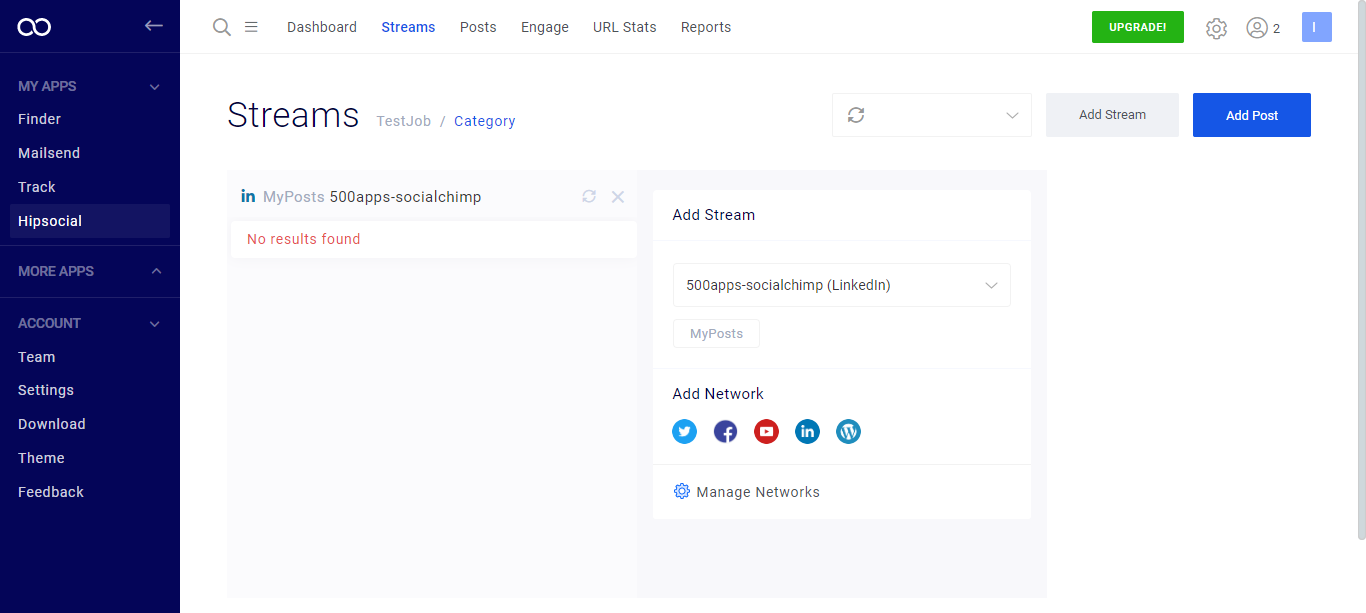 Dashboard Streams Posts Engage URL Stats Reports UPGRADE! 2 I
MY APPS
Finder
Mailsend
Track
Hipsocial
MORE APPS
ACCOUNT
Team
Settings
Download
Theme
Feedback
Streams TestJob / Category
Add Stream
Add Post
in MyPosts 500apps-socialchimp
No results found
Add Stream
500apps-socialchimp (LinkedIn)
MyPosts
Add Network
Manage Networks